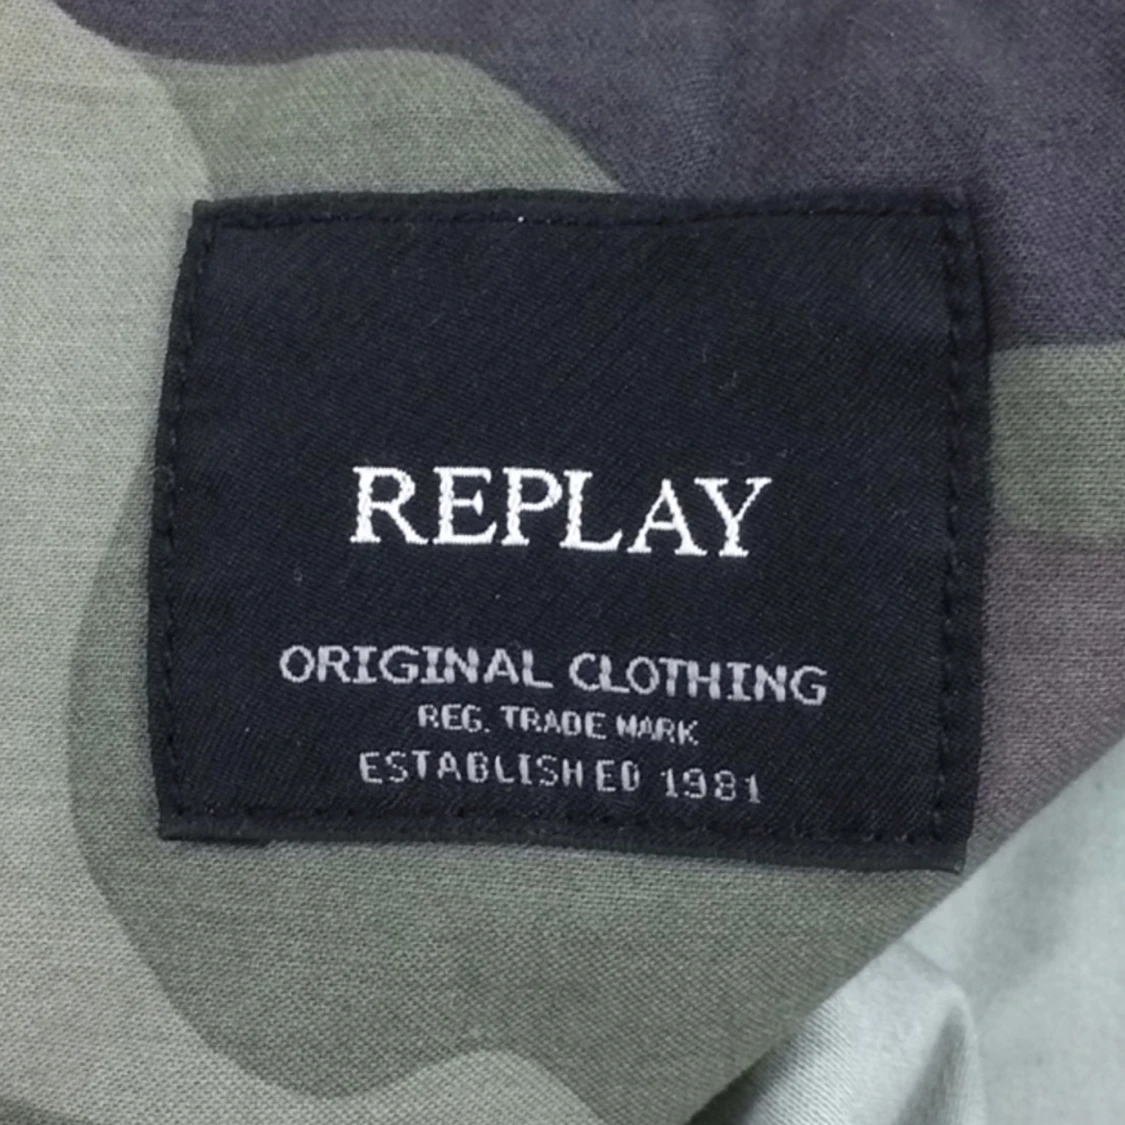 REPLAY
ORIGINAL CLOTHING
REG. TRADE MARK
ESTABLISHED 1981